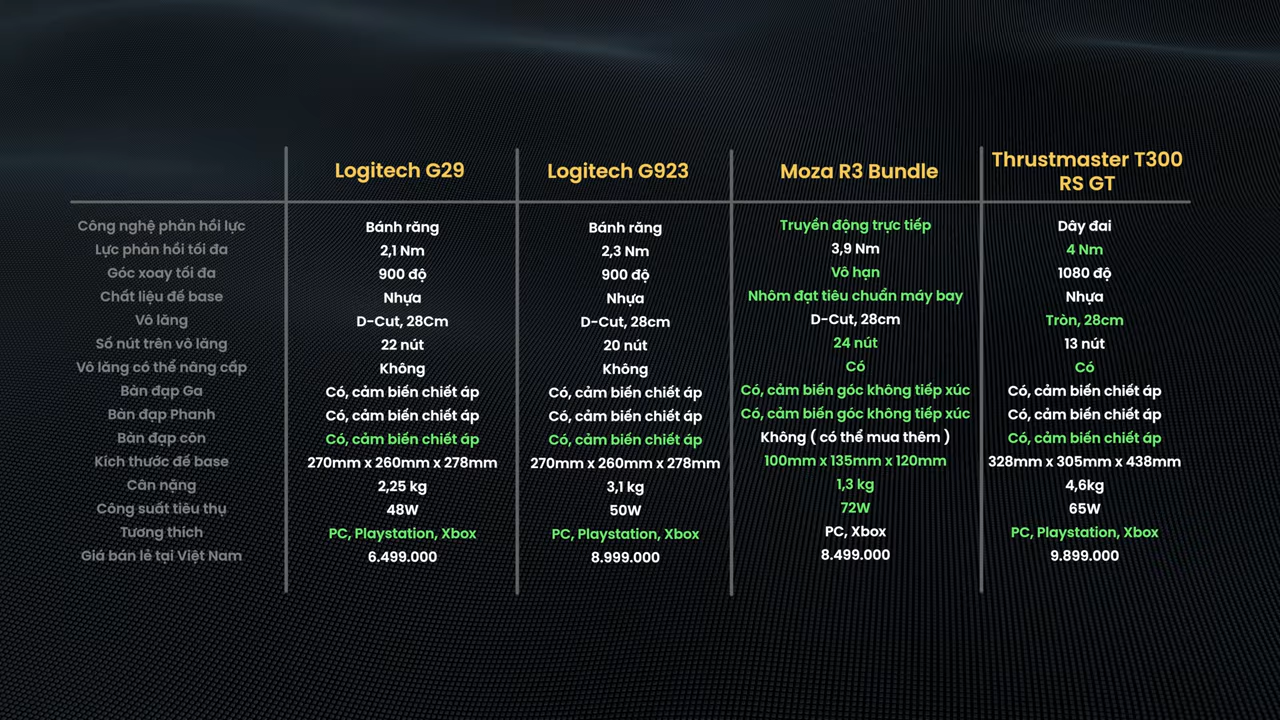 Logitech G29 Logitech G923 Moza R3 Bundle Thrustmaster T300 RS GT
Công nghệ phản hồi lực Bánh răng Bánh răng Truyền động trực tiếp Dây đai
Lực phản hồi tối đa 2,1 Nm 2,3 Nm 3,9 Nm 4 Nm
Góc xoay tối đa 900 độ 900 độ Vô hạn 1080 độ
Chất liệu đế base Nhựa Nhựa Nhôm đạt tiêu chuẩn máy bay Nhựa
Vô lăng D-Cut, 28Cm D-Cut, 28cm D-Cut, 28cm Tròn, 28cm
Số nút trên vô lăng 22 nút 20 nút 24 nút 13 nút
Vô lăng có thể nâng cấp Không Không Có Có
Bàn đạp Ga Có, cảm biến chiết áp Có, cảm biến chiết áp Có, cảm biến góc không tiếp xúc Có, cảm biến chiết áp
Bàn đạp Phanh Có, cảm biến chiết áp Có, cảm biến chiết áp Có, cảm biến góc không tiếp xúc Có, cảm biến chiết áp
Bàn đạp côn Có, cảm biến chiết áp Có, cảm biến chiết áp Không ( có thể mua thêm ) Có, cảm biến chiết áp
Kích thước đế base 270mm x 260mm x 278mm 270mm x 260mm x 278mm 100mm x 135mm x 120mm 328mm x 305mm x 438mm
Cân nặng 2,25 kg 3,1 kg 1,3 kg 4,6kg
Công suất tiêu thụ 48W 50W 72W 65W
Tương thích PC, Playstation, Xbox PC, Playstation, Xbox PC, Xbox PC, Playstation, Xbox
Giá bán lẻ tại Việt Nam 6.499.000 8.999.000 8.499.000 9.899.000